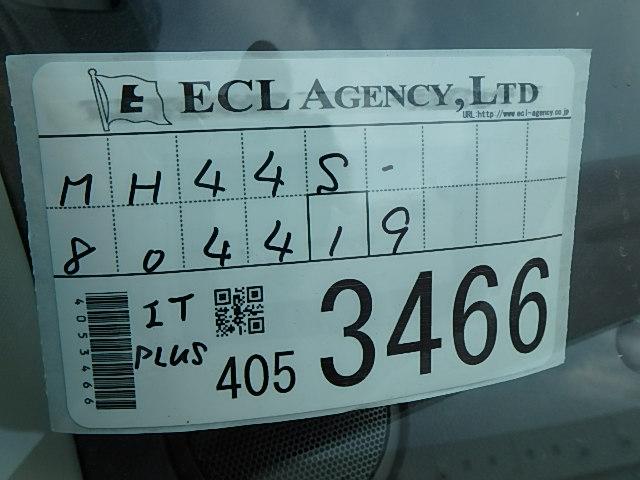 E ECL AGENCY,LTD
URL:http://www.ecl-agency.co.jp
MH44S-
804419
IT
PLUS
405 3466
4053466